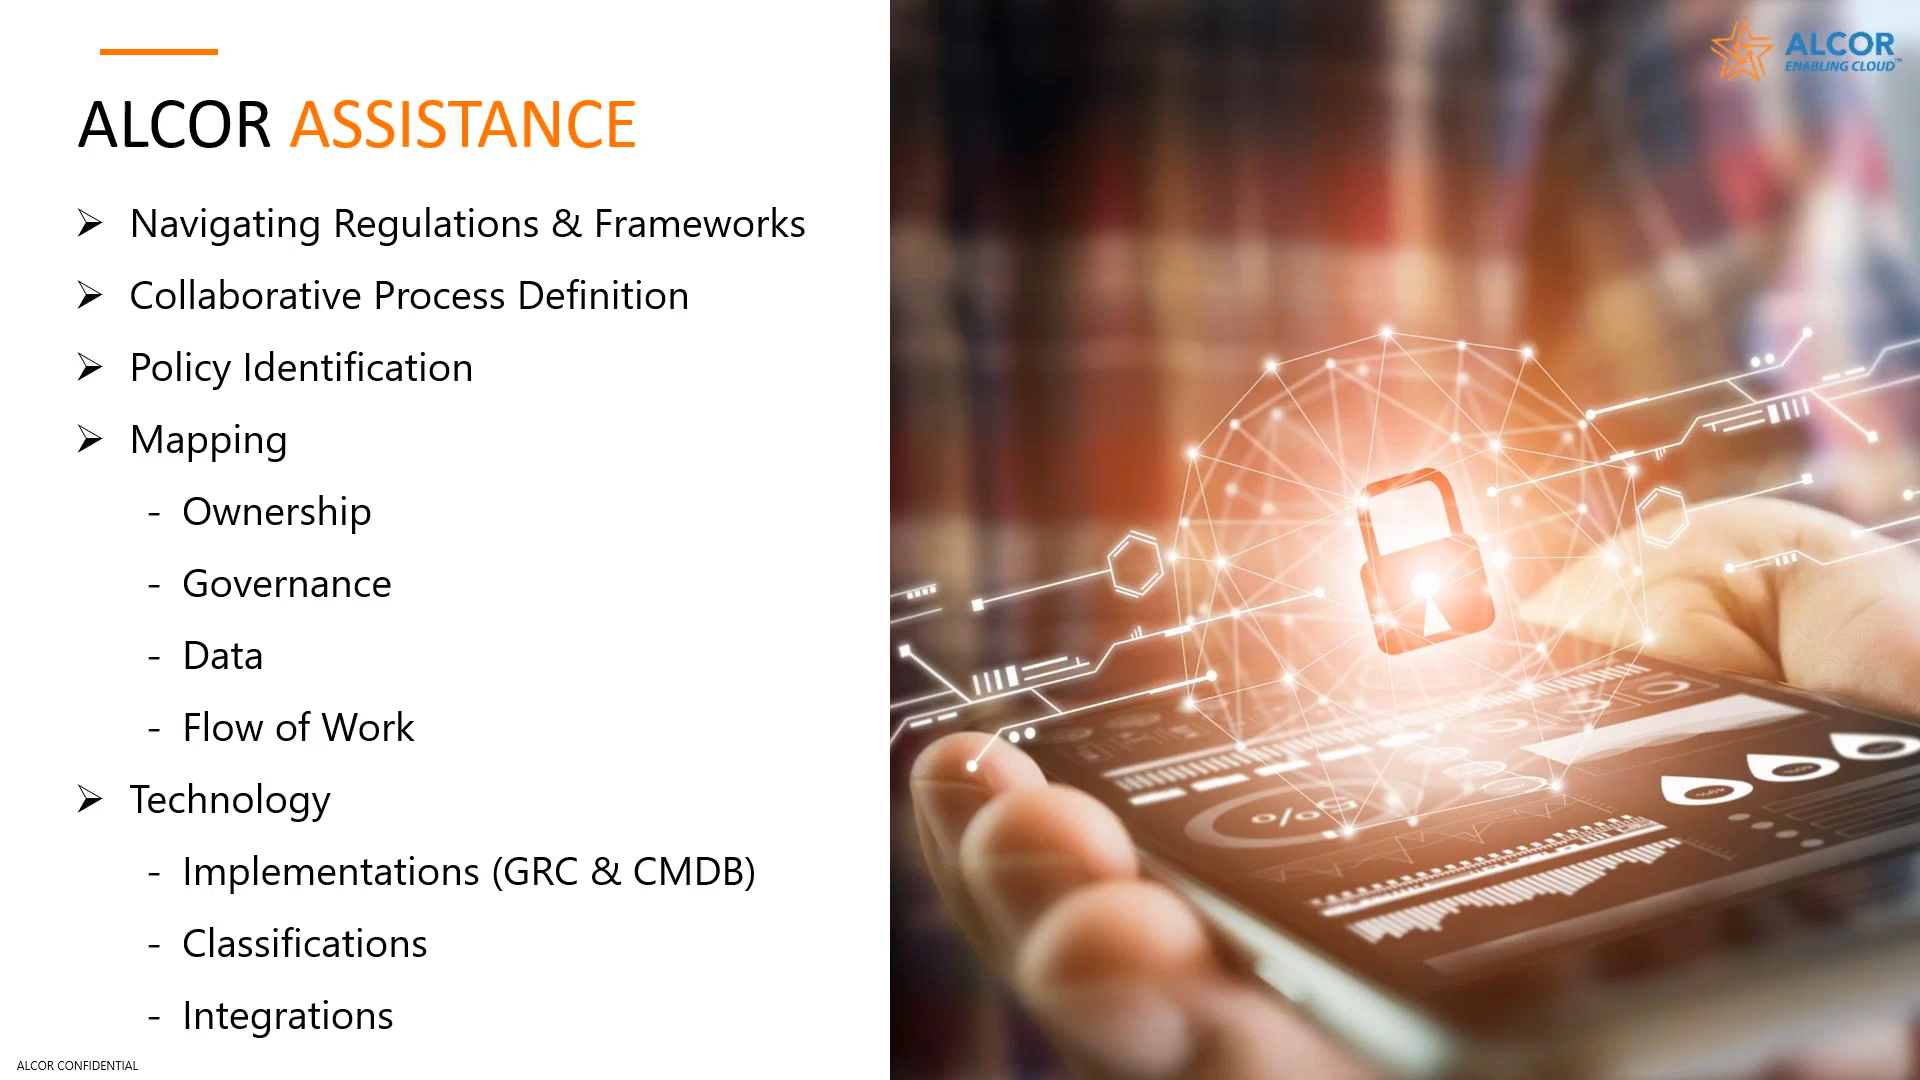 ALCOR ASSISTANCE
➢ Navigating Regulations & Frameworks
➢ Collaborative Process Definition
➢ Policy Identification
➢ Mapping
- Ownership
- Governance
- Data
- Flow of Work
➢ Technology
- Implementations (GRC & CMDB)
- Classifications
- Integrations
ALCOR CONFIDENTIAL
ALCOR
ENABLING CLOUD™